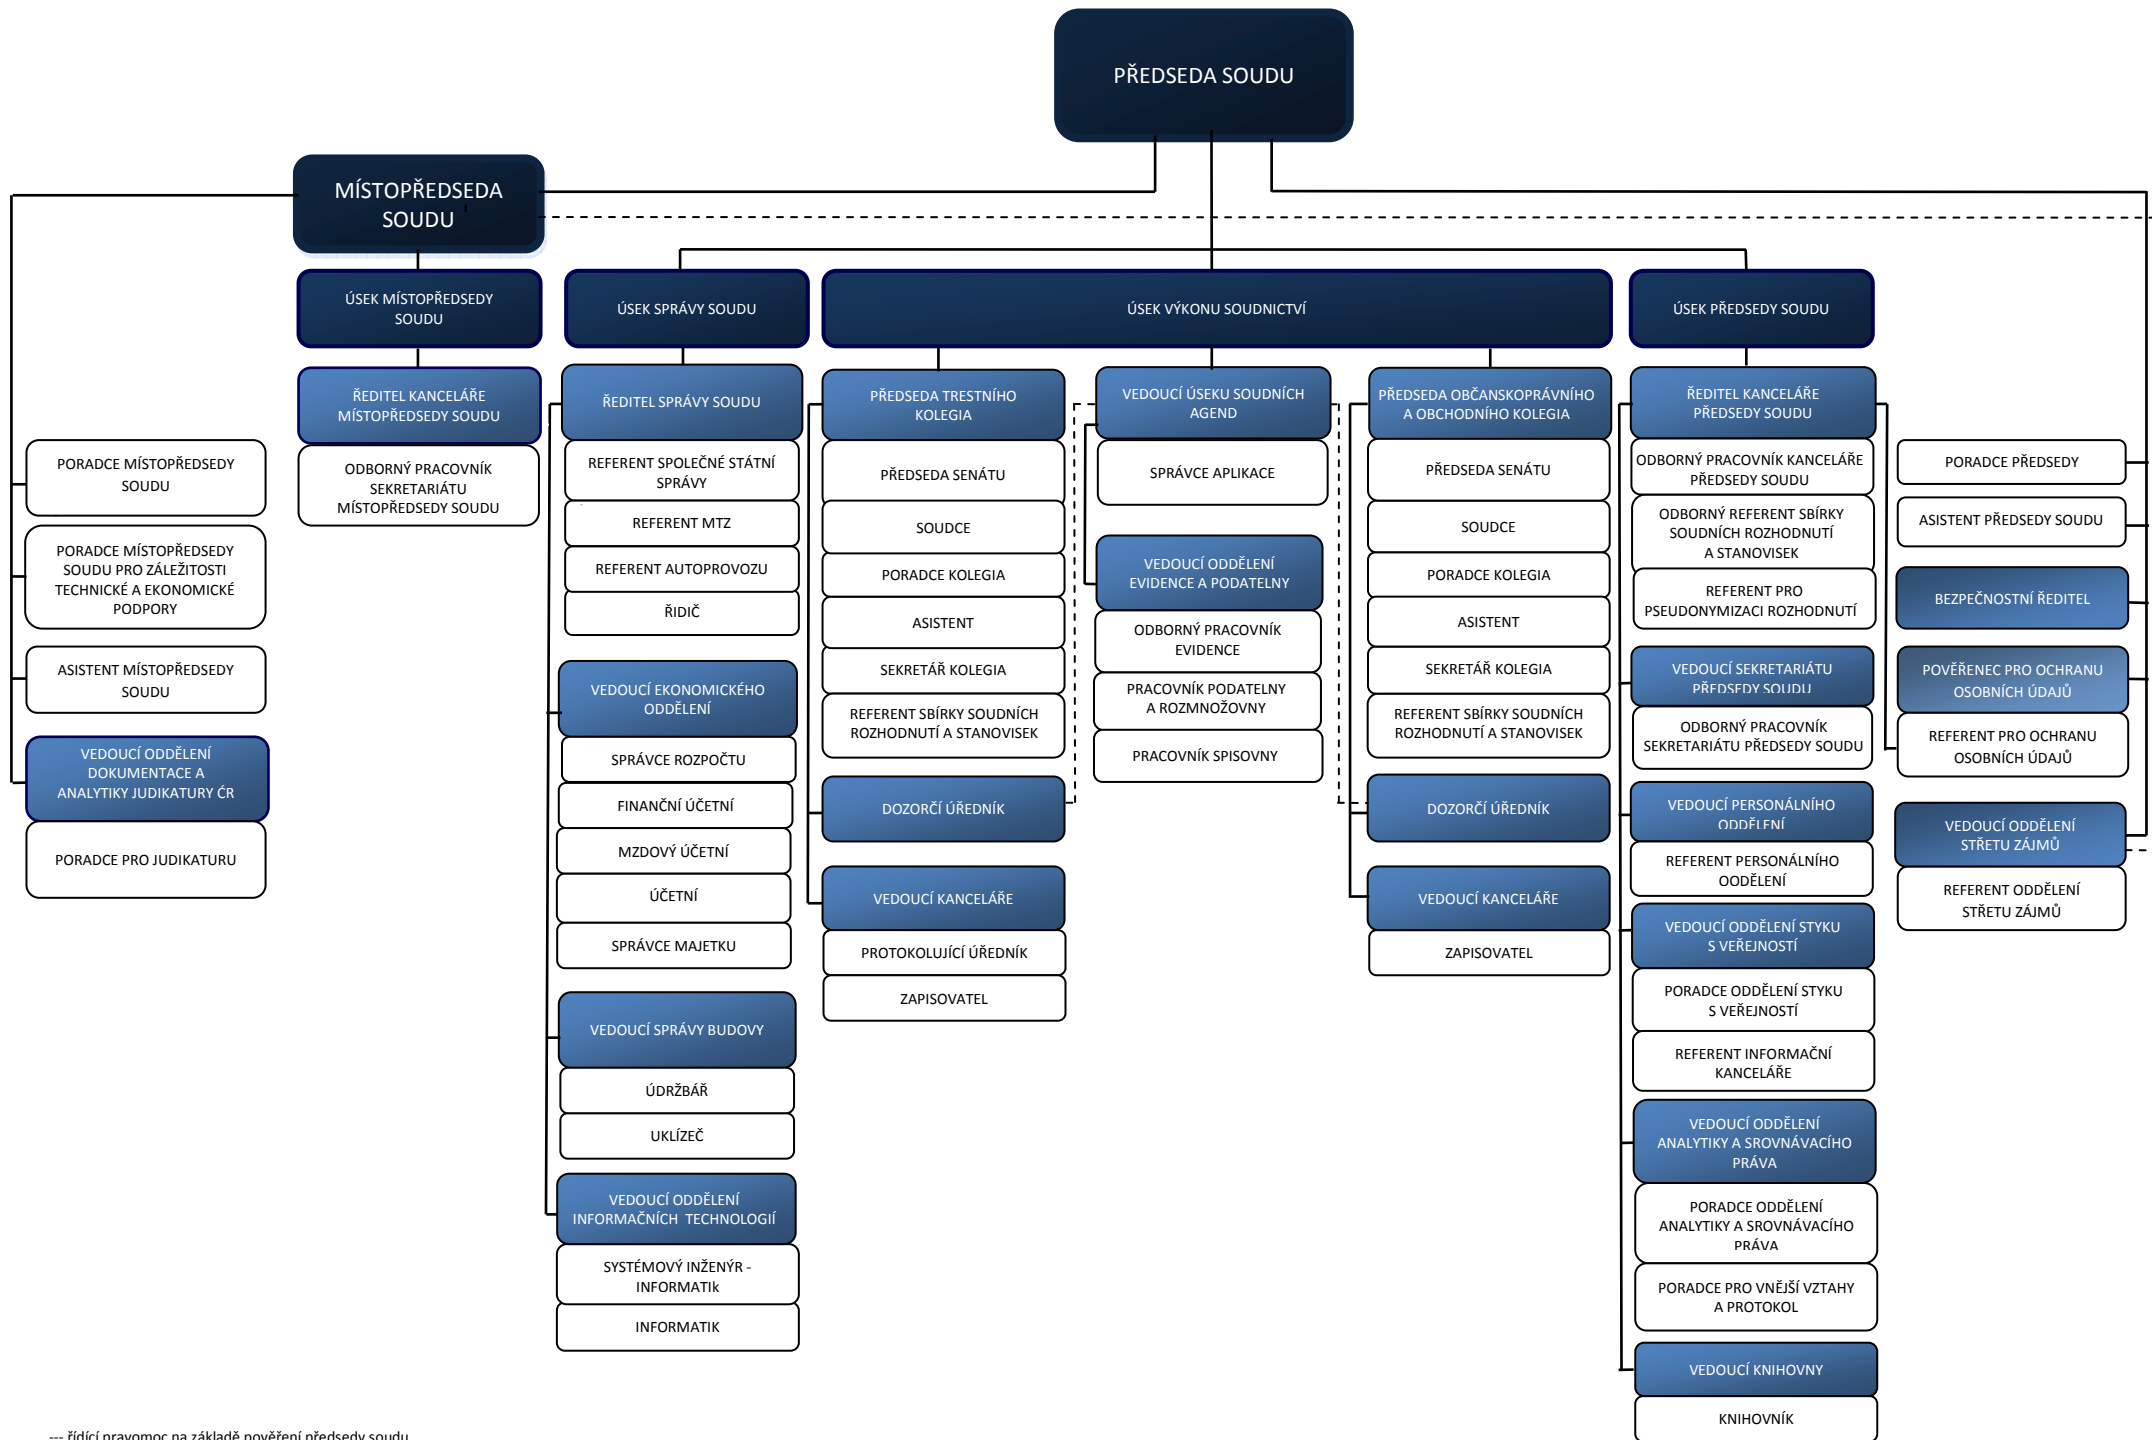 PŘEDSEDA SOUDU
MÍSTOPŘEDSEDA
SOUDU
ÚSEK MÍSTOPŘEDSEDY
SOUDU
ÚSEK SPRÁVY SOUDU
ÚSEK VÝKONU SOUDNICTVÍ
ÚSEK PŘEDSEDY SOUDU
PORADCE MÍSTOPŘEDSEDY
SOUDU
PORADCE MÍSTOPŘEDSEDY
SOUDU PRO ZÁLEŽITOSTI
TECHNICKÉ A EKONOMICKÉ
PODPORY
ASISTENT MÍSTOPŘEDSEDY
SOUDU
VEDOUCÍ ODDĚLENÍ
DOKUMENTACE A
ANALYTIKY JUDIKATURY ĆR
PORADCE PRO JUDIKATURU
ŘEDITEL KANCELÁŘE
MÍSTOPŘEDSEDY SOUDU
ODBORNÝ PRACOVNÍK
SEKRETARIÁTU
MÍSTOPŘEDSEDY SOUDU
ŘEDITEL SPRÁVY SOUDU
REFERENT SPOLEČNÉ STÁTNÍ
SPRÁVY
REFERENT MTZ
REFERENT AUTOPROVOZU
ŘIDIČ
VEDOUCÍ EKONOMICKÉHO
ODDĚLENÍ
SPRÁVCE ROZPOČTU
FINANČNÍ ÚČETNÍ
MZDOVÝ ÚČETNÍ
ÚČETNÍ
SPRÁVCE MAJETKU
VEDOUCÍ SPRÁVY BUDOVY
ÚDRŽBÁŘ
UKLÍZEČ
VEDOUCÍ ODDĚLENÍ
INFORMAČNÍCH TECHNOLOGIÍ
SYSTÉMOVÝ INŽENÝR -
INFORMATIk
INFORMATIK
PŘEDSEDA TRESTNÍHO
KOLEGIA
PŘEDSEDA SENÁTU
SOUDCE
PORADCE KOLEGIA
ASISTENT
SEKRETÁŘ KOLEGIA
REFERENT SBÍRKY SOUDNÍCH
ROZHODNUTÍ A STANOVISEK
DOZORČÍ ÚŘEDNÍK
VEDOUCÍ KANCELÁŘE
PROTOKOLUJÍCÍ ÚŘEDNÍK
ZAPISOVATEL
VEDOUCÍ ÚSEKU SOUDNÍCH
AGEND
SPRÁVCE APLIKACE
VEDOUCÍ ODDĚLENÍ
EVIDENCE A PODATELNY
ODBORNÝ PRACOVNÍK
EVIDENCE
PRACOVNÍK PODATELNY
A ROZMNOŽOVNY
PRACOVNÍK SPISOVNY
PŘEDSEDA OBČANSKOPRÁVNÍHO
A OBCHODNÍHO KOLEGIA
PŘEDSEDA SENÁTU
SOUDCE
PORADCE KOLEGIA
ASISTENT
SEKRETÁŘ KOLEGIA
REFERENT SBÍRKY SOUDNÍCH
ROZHODNUTÍ A STANOVISEK
DOZORČÍ ÚŘEDNÍK
VEDOUCÍ KANCELÁŘE
ZAPISOVATEL
ŘEDITEL KANCELÁŘE
PŘEDSEDY SOUDU
ODBORNÝ PRACOVNÍK KANCELÁŘE
PŘEDSEDY SOUDU
ODBORNÝ REFERENT SBÍRKY
SOUDNÍCH ROZHODNUTÍ
A STANOVISEK
REFERENT PRO
PSEUDONYMIZACI ROZHODNUTÍ
VEDOUCÍ SEKRETARIÁTU
PŘEDSEDY SOUDU
ODBORNÝ PRACOVNÍK
SEKRETARIÁTU PŘEDSEDY SOUDU
VEDOUCÍ PERSONÁLNÍHO
ODDĚLENÍ
REFERENT PERSONÁLNÍHO
OODĚLENÍ
VEDOUCÍ ODDĚLENÍ STYKU
S VEŘEJNOSTÍ
PORADCE ODDĚLENÍ STYKU
S VEŘEJNOSTÍ
REFERENT INFORMAČNÍ
KANCELÁŘE
VEDOUCÍ ODDĚLENÍ
ANALYTIKY A SROVNÁVACÍHO
PRÁVA
PORADCE ODDĚLENÍ
ANALYTIKY A SROVNÁVACÍHO
PRÁVA
PORADCE PRO VNĚJŠÍ VZTAHY
A PROTOKOL
VEDOUCÍ KNIHOVNY
KNIHOVNÍK
PORADCE PŘEDSEDY
ASISTENT PŘEDSEDY SOUDU
BEZPEČNOSTNÍ ŘEDITEL
POVĚŘENEC PRO OCHRANU
OSOBNÍCH ÚDAJŮ
REFERENT PRO OCHRANU
OSOBNÍCH ÚDAJŮ
VEDOUCÍ ODDĚLENÍ
STŘETU ZÁJMŮ
REFERENT ODDĚLENÍ
STŘETU ZÁJMŮ
--- řídící pravomoc na základě pověření předsedy soudu